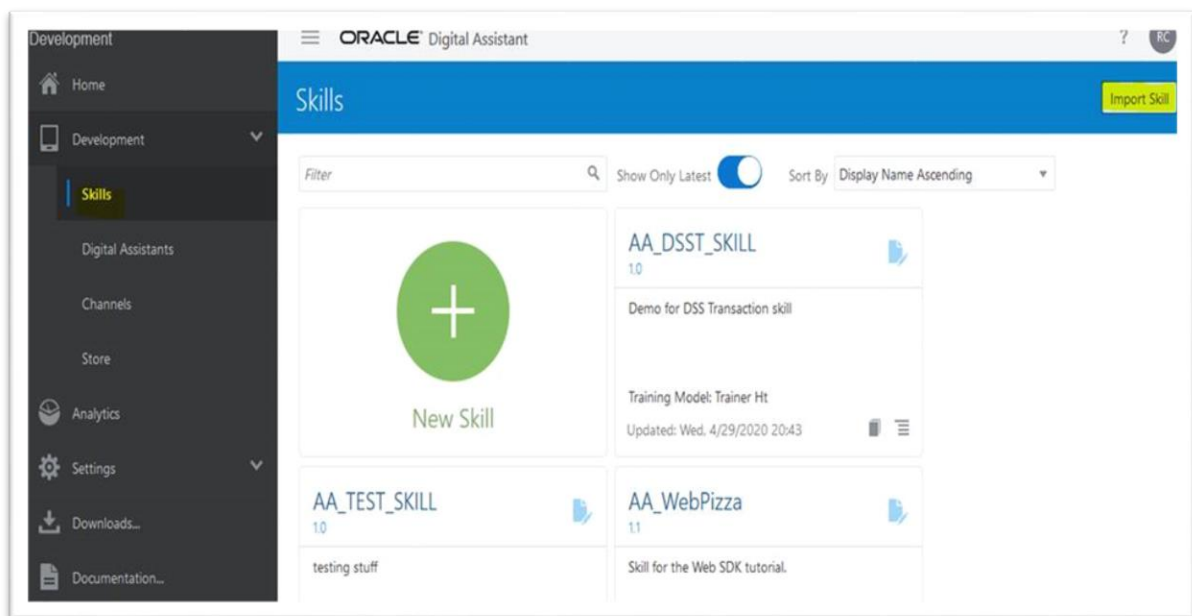 Development
Home
Development
Skills
Digital Assistants
Channels
Store
Analytics
Settings
Downloads...
Documentation...
ORACLE® Digital Assistant
?
RC
Skills
Import Skill
Filter
Show Only Latest
Sort By
Display Name Ascending
New Skill
AA_DSST_SKILL
1.0
Demo for DSS Transaction skill
Training Model: Trainer Ht
Updated: Wed, 4/29/2020 20:43
AA_TEST_SKILL
1.0
testing stuff
AA_WebPizza
1.1
Skill for the Web SDK tutorial.